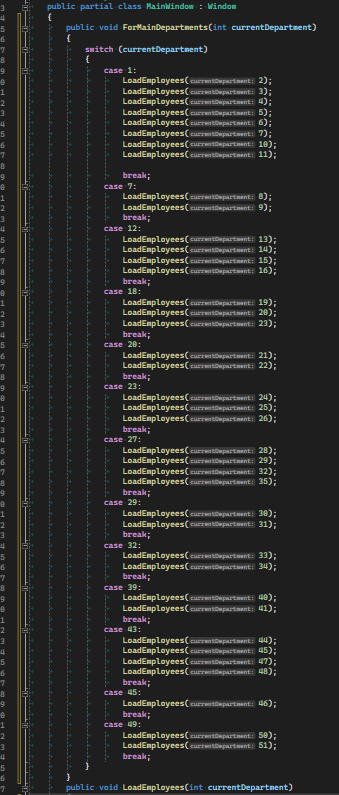 public partial class MainWindow : Window
{
public void ForMainDepartments(int currentDepartment)
{
switch (currentDepartment)
{
case 1:
LoadEmployees(currentDepartment: 2);
LoadEmployees(currentDepartment: 3);
LoadEmployees(currentDepartment: 4);
LoadEmployees(currentDepartment: 5);
LoadEmployees(currentDepartment: 6);
LoadEmployees(currentDepartment: 7);
LoadEmployees(currentDepartment: 10);
LoadEmployees(currentDepartment: 11);
break;
case 7:
LoadEmployees(currentDepartment: 8);
LoadEmployees(currentDepartment: 9);
break;
case 12:
LoadEmployees(currentDepartment: 13);
LoadEmployees(currentDepartment: 14);
LoadEmployees(currentDepartment: 15);
LoadEmployees(currentDepartment: 16);
break;
case 18:
LoadEmployees(currentDepartment: 19);
LoadEmployees(currentDepartment: 20);
LoadEmployees(currentDepartment: 23);
break;
case 20:
LoadEmployees(currentDepartment: 21);
LoadEmployees(currentDepartment: 22);
break;
case 23:
LoadEmployees(currentDepartment: 24);
LoadEmployees(currentDepartment: 25);
LoadEmployees(currentDepartment: 26);
break;
case 27:
LoadEmployees(currentDepartment: 28);
LoadEmployees(currentDepartment: 29);
LoadEmployees(currentDepartment: 32);
LoadEmployees(currentDepartment: 35);
break;
case 29:
LoadEmployees(currentDepartment: 30);
LoadEmployees(currentDepartment: 31);
break;
case 32:
LoadEmployees(currentDepartment: 33);
LoadEmployees(currentDepartment: 34);
break;
case 39:
LoadEmployees(currentDepartment: 40);
LoadEmployees(currentDepartment: 41);
break;
case 43:
LoadEmployees(currentDepartment: 44);
LoadEmployees(currentDepartment: 45);
LoadEmployees(currentDepartment: 47);
LoadEmployees(currentDepartment: 48);
break;
case 45:
LoadEmployees(currentDepartment: 46);
break;
case 49:
LoadEmployees(currentDepartment: 50);
LoadEmployees(currentDepartment: 51);
break;
}
}
public void LoadEmployees(int currentDepartment)